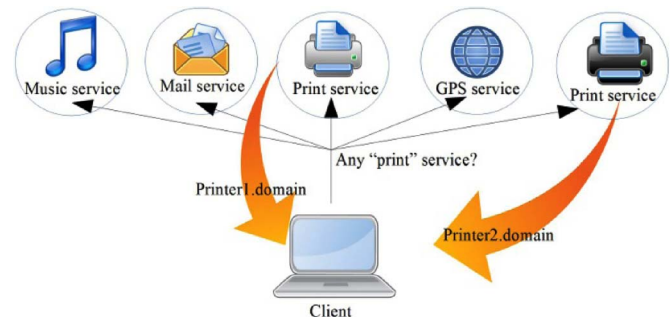 Music service
Mail service
Print service
GPS service
Print service
Any “print” service?
Printer1.domain
Printer2.domain
Client